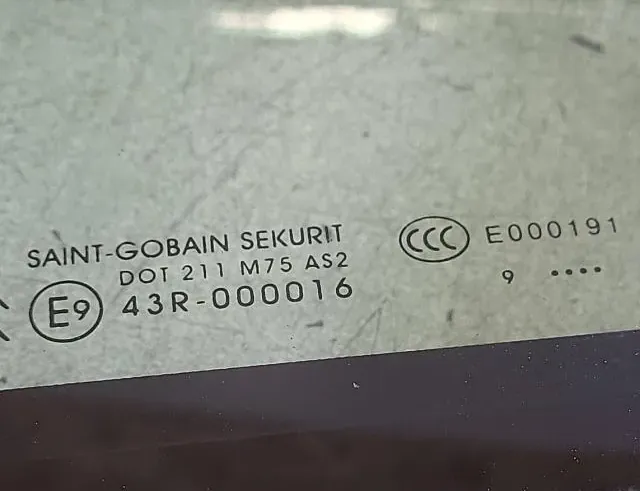 SAINT-GOBAIN SEKURIT
DOT 211 M75 AS2
E9 43R-000016
CCC E000191
9 ....